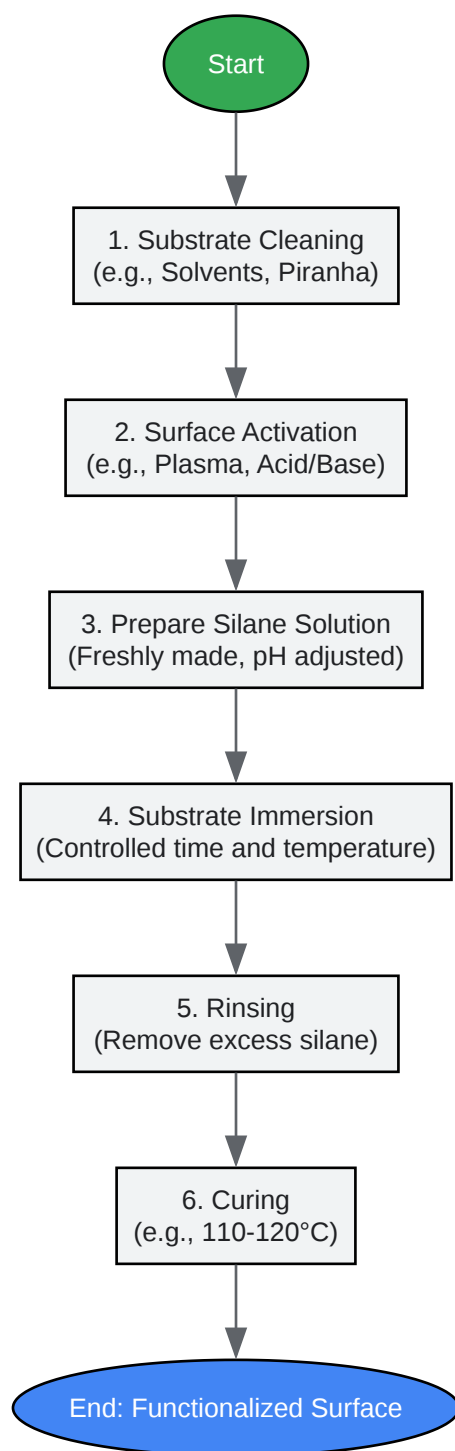 Start
1. Substrate Cleaning
(e.g., Solvents, Piranha)
2. Surface Activation
(e.g., Plasma, Acid/Base)
3. Prepare Silane Solution
(Freshly made, pH adjusted)
4. Substrate Immersion
(Controlled time and temperature)
5. Rinsing
(Remove excess silane)
6. Curing
(e.g., 110-120°C)
End: Functionalized Surface